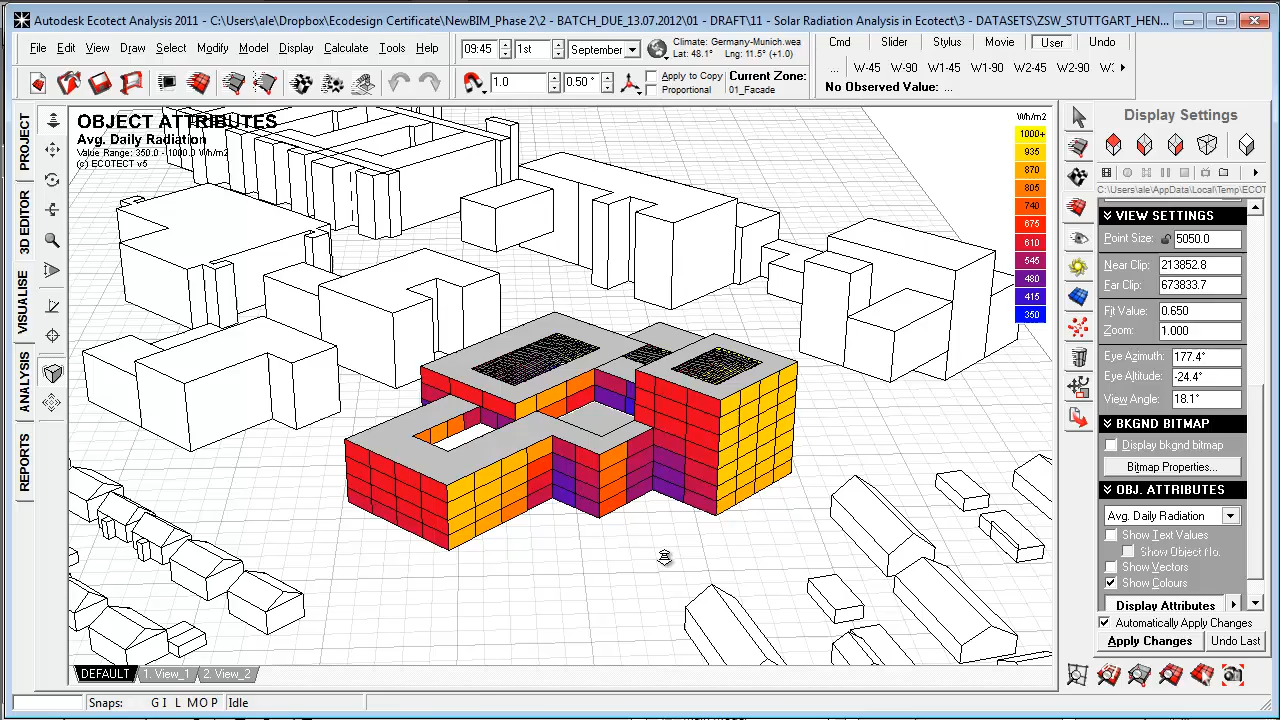 Autodesk Ecotect Analysis 2011 - C:\Users\ale\Dropbox\Ecodesign Certificate\NewBIM_Phase 2\2 - BATCH_DUE_13.07.2012\01 - DRAFT\11 - Solar Radiation Analysis in Ecotect\3 - DATASETS\ZSW_STUTTGART_HEN...
File Edit View Draw Select Modify Model Display Calculate Tools Help
09:45 1st September
Climate: Germany-Munich.wea
Lat: 48.1° Lng: 11.5° (+1.0)
Cmd Slider Stylus Movie User Undo
... W-45 W-90 W1-45 W1-90 W2-45 W2-90 W:
No Observed Value: ...
1.0 0.50 °
Apply to Copy
Proportional
Current Zone:
01_Facade
PROJECT
3D EDITOR
VISUALISE
ANALYSIS
REPORTS
OBJECT ATTRIBUTES
Avg. Daily Radiation
Value Range: 350.0 - 1000.0 Wh/m2
(c) ECOTECT v5
Wh/m2
1000+
935
870
805
740
675
610
545
480
415
350
Display Settings
C:\Users\ale\AppData\Local\Temp\ECOT
VIEW SETTINGS
Point Size: 5050.0
Near Clip: 213852.8
Far Clip: 673833.7
Fit Value: 0.650
Zoom: 1.000
Eye Azimuth: 177.4°
Eye Altitude: -24.4°
View Angle: 18.1°
BKGND BITMAP
Display bkgnd bitmap
Bitmap Properties...
OBJ. ATTRIBUTES
Avg. Daily Radiation
Show Text Values
Show Object No.
Show Vectors
Show Colours
Display Attributes
Automatically Apply Changes
Apply Changes Undo Last
DEFAULT 1. View_1 2. View_2
Snaps: G I L M O P Idle